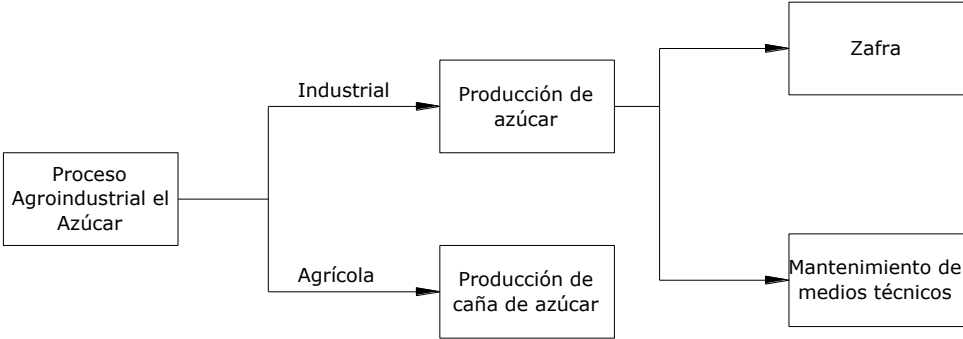 Proceso
Agroindustrial el
Azúcar
Industrial
Agrícola
Producción de
azúcar
Producción de
caña de azúcar
Zafra
Mantenimiento de
medios técnicos